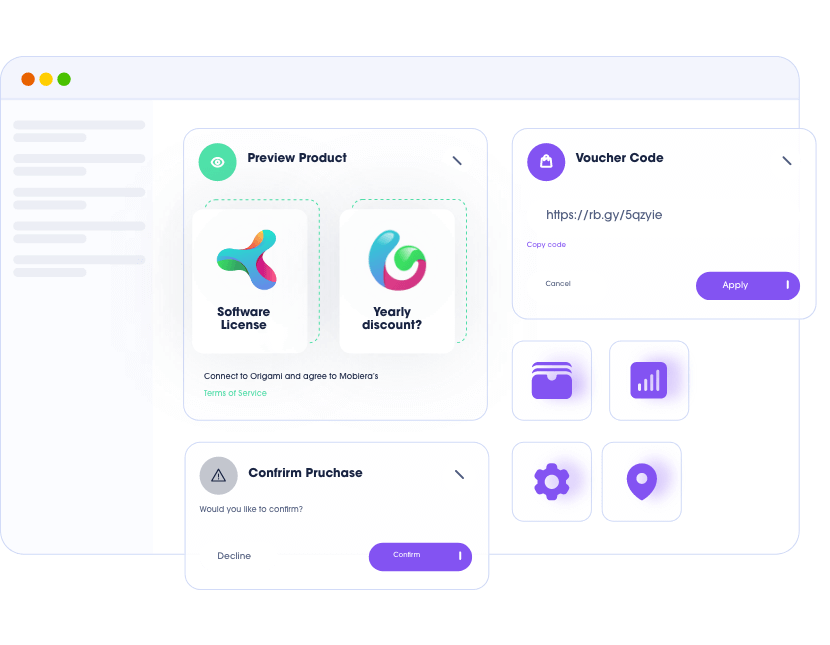 Preview Product
Software
License
Yearly
discount?
Connect to Origami and agree to Mobiera's
Terms of Service
Voucher Code
https://rb.gy/5qzyie
Copy code
Cancel
Apply
Confrirm Pruchase
Would you like to confirm?
Decline
Confirm